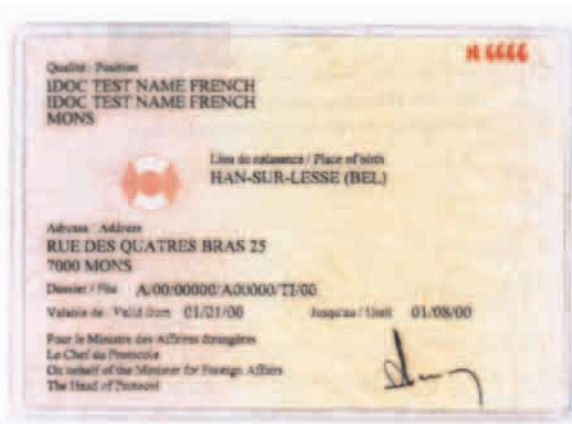 N 6666
Qualité / Position
IDOC TEST NAME FRENCH
IDOC TEST NAME FRENCH
MONS
Lieu de naissance / Place of birth
HAN-SUR-LESSE (BEL)
Adresse / Address
RUE DES QUATRES BRAS 25
7000 MONS
Dossier / File A/00/00000/A00000/TI/00
Valable de / Valid from 01/01/00 Jusqu'au / Until 01/08/00
Pour le Ministre des Affaires étrangères
Le Chef du Protocole
On behalf of the Minister for Foreign Affairs
The Head of Protocol